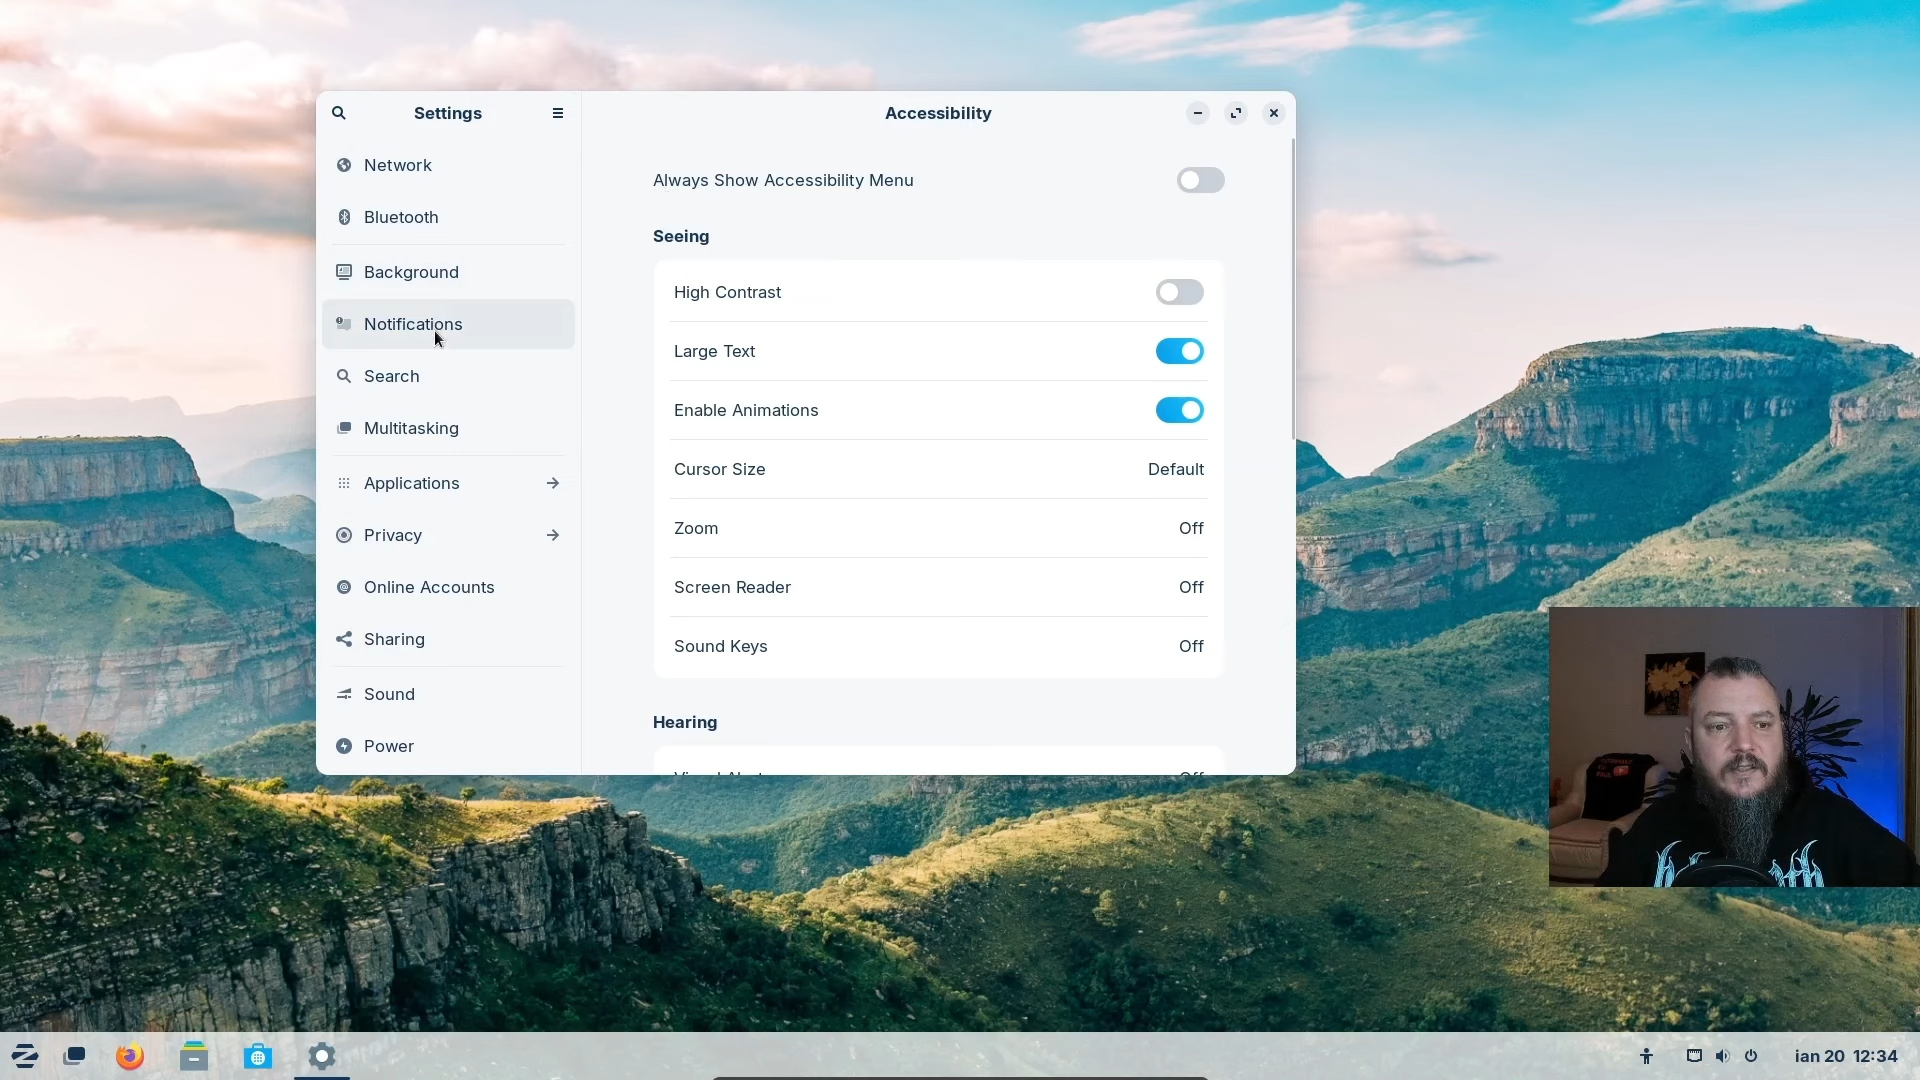 Settings
Accessibility
Network
Bluetooth
Background
Notifications
Search
Multitasking
Applications
Privacy
Online Accounts
Sharing
Sound
Power
Always Show Accessibility Menu
Seeing
High Contrast
Large Text
Enable Animations
Cursor Size Default
Zoom Off
Screen Reader Off
Sound Keys Off
Hearing
ian 20 12:34